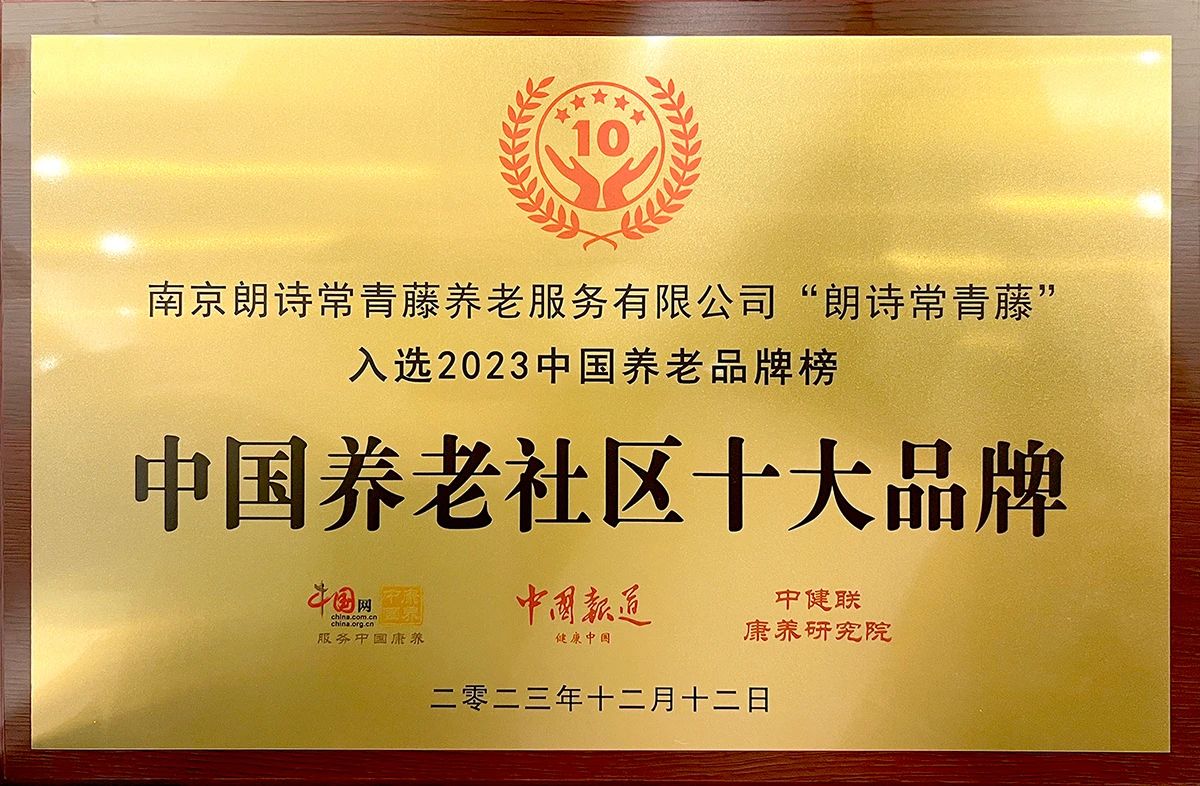 10
南京朗诗常青藤养老服务有限公司“朗诗常青藤”
入选2023中国养老品牌榜
中国养老社区十大品牌
中国网
china.com.cn
china.org.cn
服务中国康养
中國報道
健康中国
中健联
康养研究院
二零二三年十二月十二日